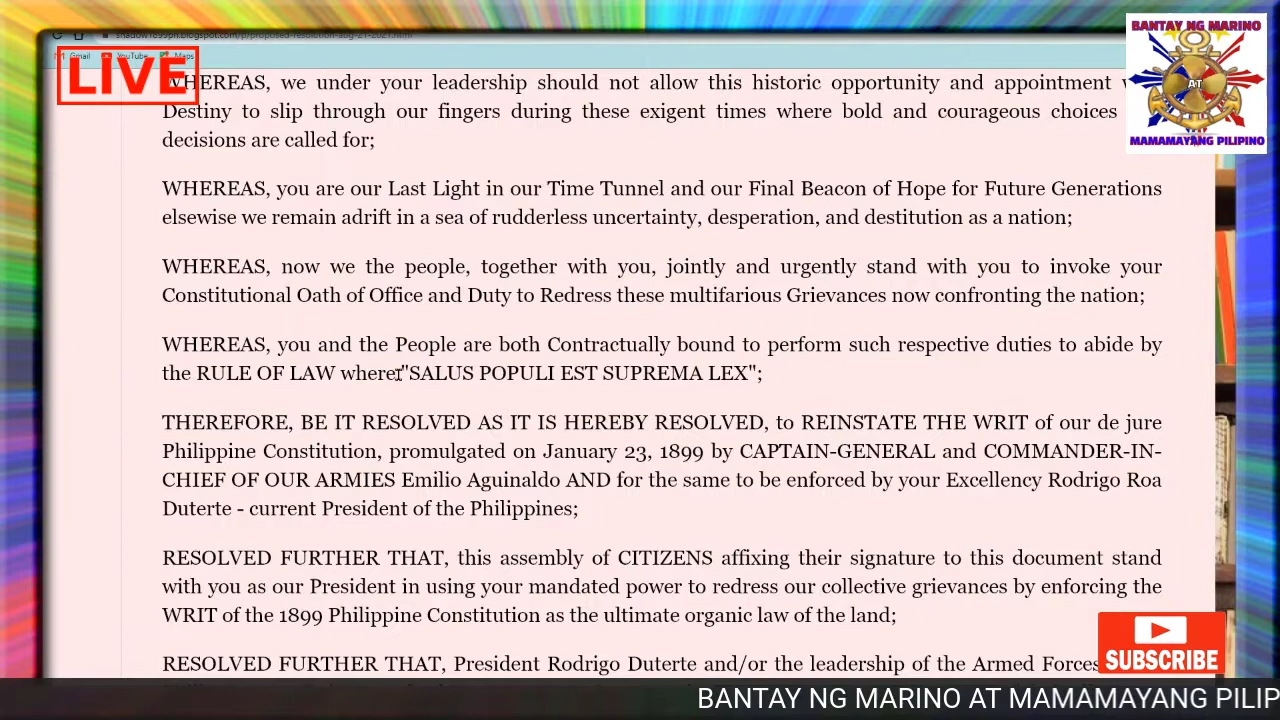 shadow1899ph.blogspot.com/p/proposed-resolution-aug-21-2021.html
Gmail YouTube Maps
LIVE
BANTAY NG MARINO
AT
MAMAMAYANG PILIPINO
WHEREAS, we under your leadership should not allow this historic opportunity and appointment
Destiny to slip through our fingers during these exigent times where bold and courageous choices
decisions are called for;
WHEREAS, you are our Last Light in our Time Tunnel and our Final Beacon of Hope for Future Generations
elsewise we remain adrift in a sea of rudderless uncertainty, desperation, and destitution as a nation;
WHEREAS, now we the people, together with you, jointly and urgently stand with you to invoke your
Constitutional Oath of Office and Duty to Redress these multifarious Grievances now confronting the nation;
WHEREAS, you and the People are both Contractually bound to perform such respective duties to abide by
the RULE OF LAW where "SALUS POPULI EST SUPREMA LEX";
THEREFORE, BE IT RESOLVED AS IT IS HEREBY RESOLVED, to REINSTATE THE WRIT of our de jure
Philippine Constitution, promulgated on January 23, 1899 by CAPTAIN-GENERAL and COMMANDER-IN-
CHIEF OF OUR ARMIES Emilio Aguinaldo AND for the same to be enforced by your Excellency Rodrigo Roa
Duterte - current President of the Philippines;
RESOLVED FURTHER THAT, this assembly of CITIZENS affixing their signature to this document stand
with you as our President in using your mandated power to redress our collective grievances by enforcing the
WRIT of the 1899 Philippine Constitution as the ultimate organic law of the land;
RESOLVED FURTHER THAT, President Rodrigo Duterte and/or the leadership of the Armed Forces
SUBSCRIBE
BANTAY NG MARINO AT MAMAMAYANG PILIP